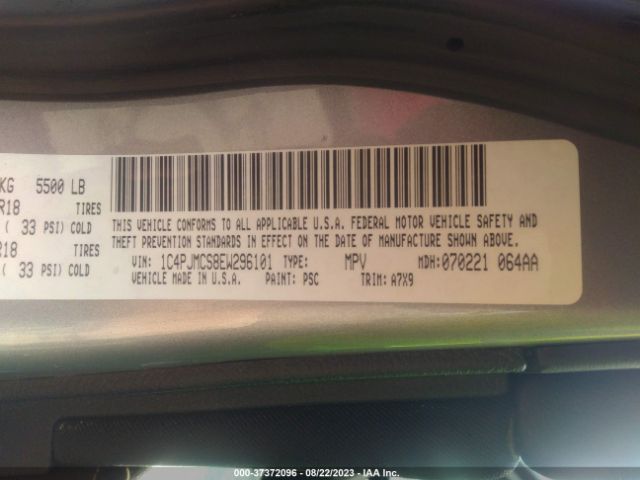 KG 5500 LB
R18 TIRES
( 33 PSI) COLD
R18 TIRES
( 33 PSI) COLD
THIS VEHICLE CONFORMS TO ALL APPLICABLE U.S.A. FEDERAL MOTOR VEHICLE SAFETY AND
THEFT PREVENTION STANDARDS IN EFFECT ON THE DATE OF MANUFACTURE SHOWN ABOVE.
VIN: 1C4PJMCS8EW296101 TYPE: MPV MDH: 070221 064AA
VEHICLE MADE IN U.S.A. PAINT: PSC TRIM: A7X9
000-37372096 - 08/22/2023 - IAA Inc.